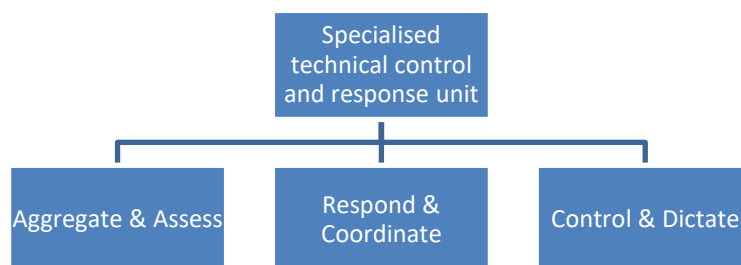 Specialised
technical control
and response unit
Aggregate & Assess
Respond &
Coordinate
Control & Dictate